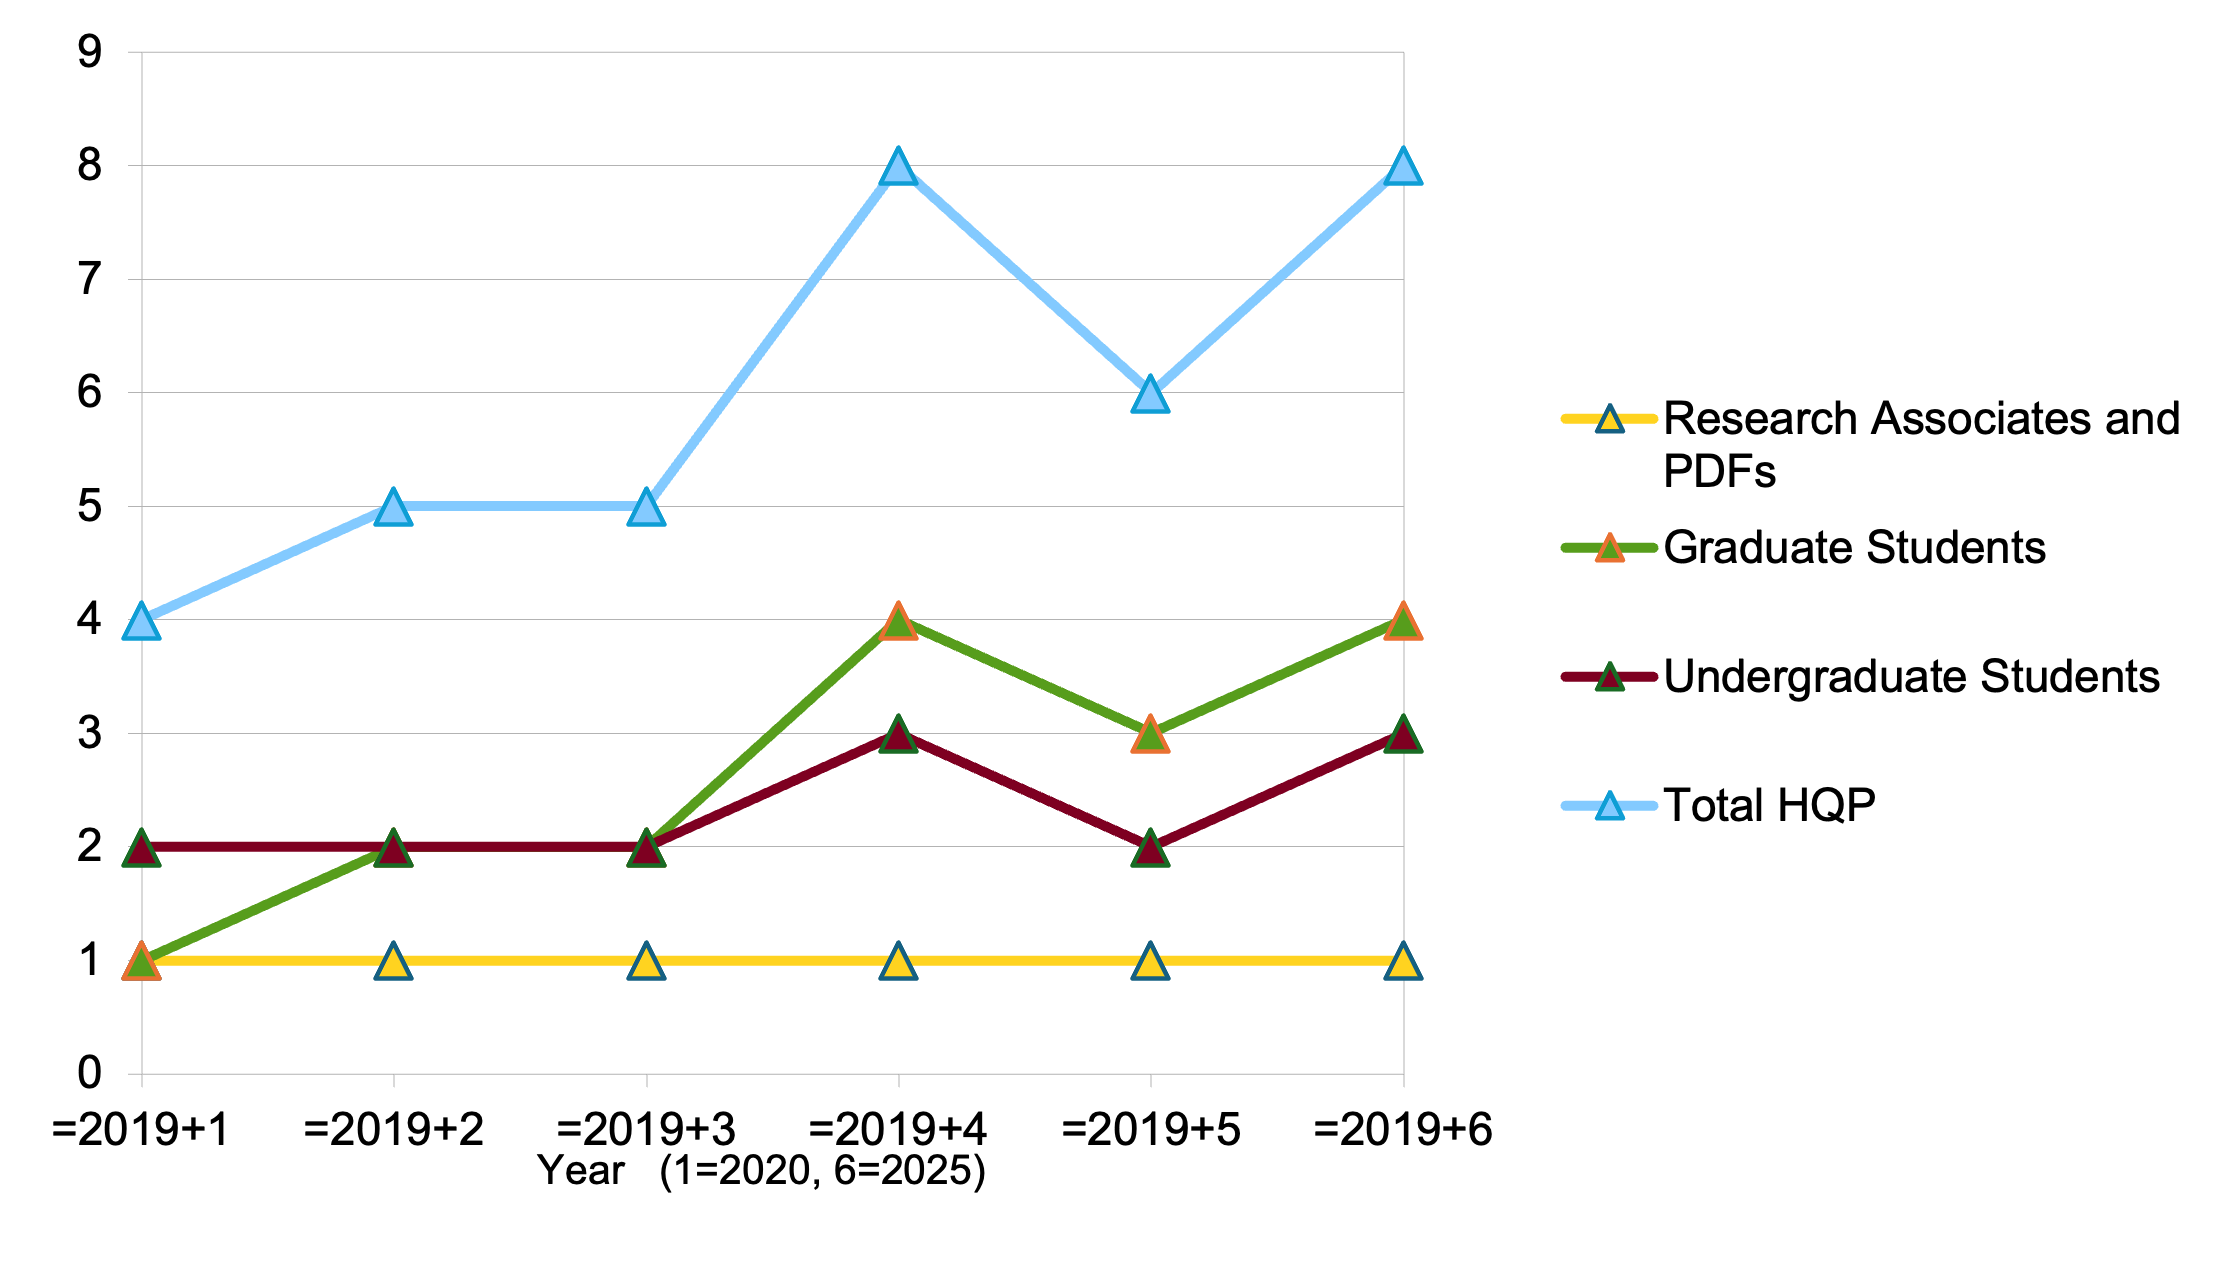 9
8
7
6
5
4
3
2
1
0
=2019+1
=2019+2
=2019+3
=2019+4
=2019+5
=2019+6
Year (1=2020, 6=2025)
Research Associates and
PDFs
Graduate Students
Undergraduate Students
Total HQP